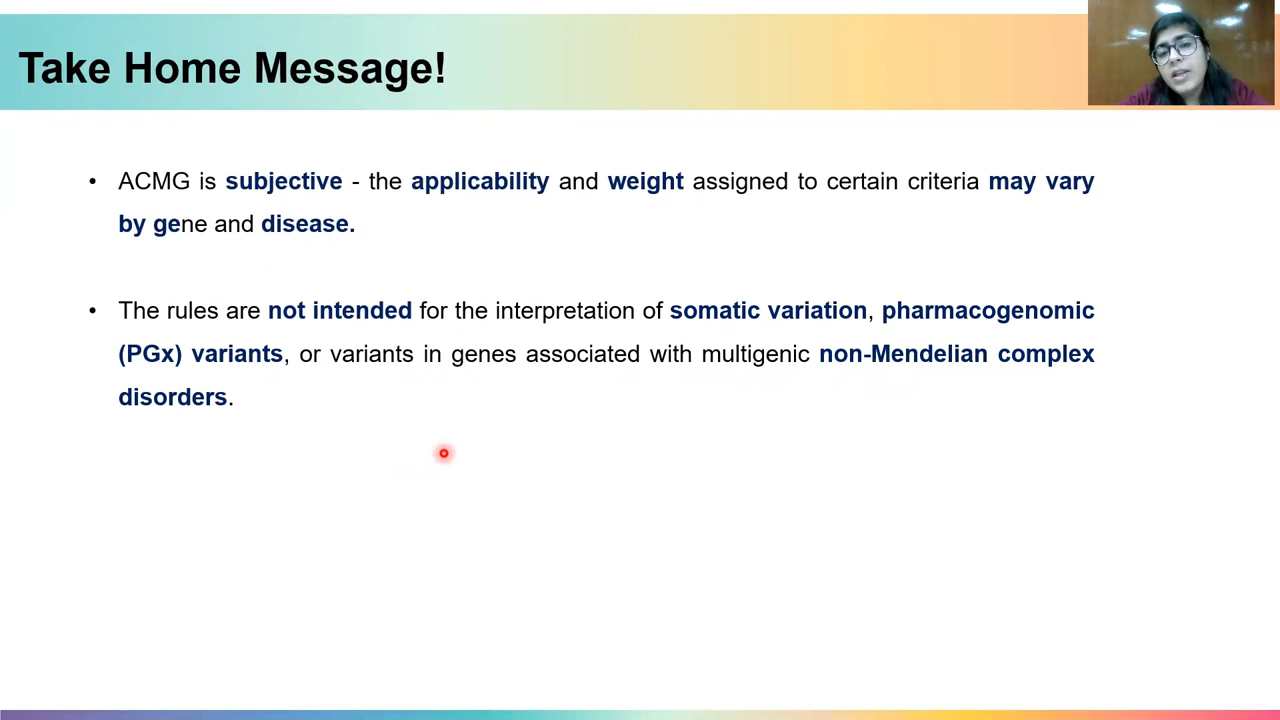 Take Home Message!
• ACMG is subjective - the applicability and weight assigned to certain criteria may vary
by gene and disease.
• The rules are not intended for the interpretation of somatic variation, pharmacogenomic
(PGx) variants, or variants in genes associated with multigenic non-Mendelian complex
disorders.